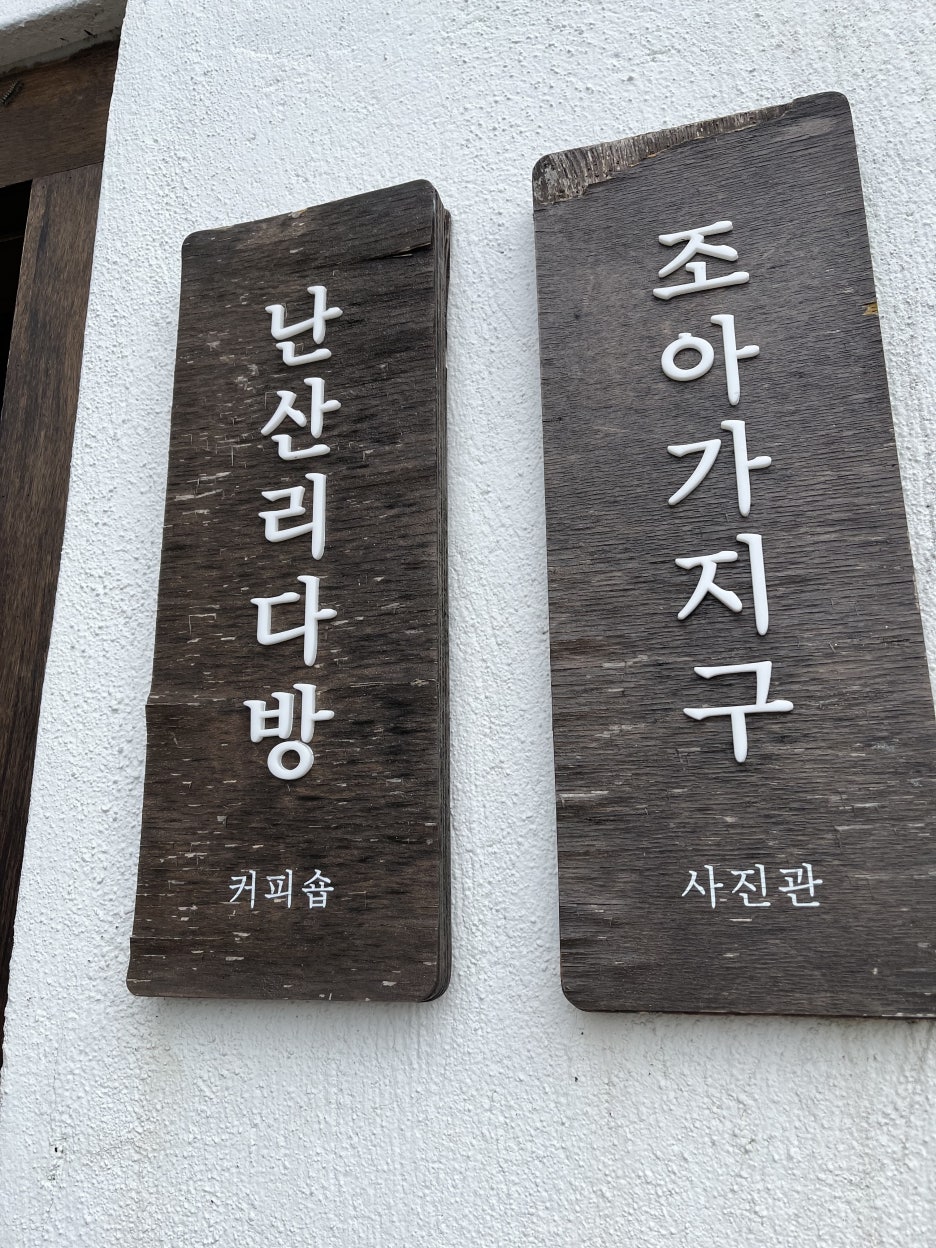 난산리다방
커피숍
조아가지구
사진관